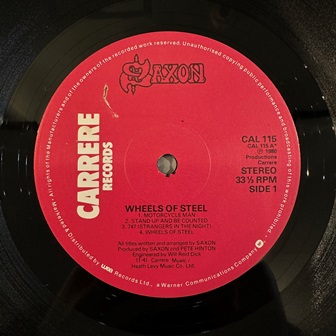 SAXON
CARRERE
RECORDS
CAL 115
CAL 115 A*
℗ 1980
Productions
Carrere
STEREO
33⅓ RPM
SIDE 1
WHEELS OF STEEL
1. MOTORCYCLE MAN
2. STAND UP AND BE COUNTED
3. 747 (STRANGERS IN THE NIGHT)
4. WHEELS OF STEEL
All titles written and arranged by SAXON
Produced by SAXON and PETE HINTON
Engineered by Will Reid Dick
(1-4) Carrere Music /
Heath Levy Music Co. Ltd.
All rights of the Manufacturers and of the owners of the recorded work reserved. Unauthorised copying, public performance and broadcasting of this work prohibited.
Marketed & Distributed by wea Records Ltd., A Warner Communications Company.